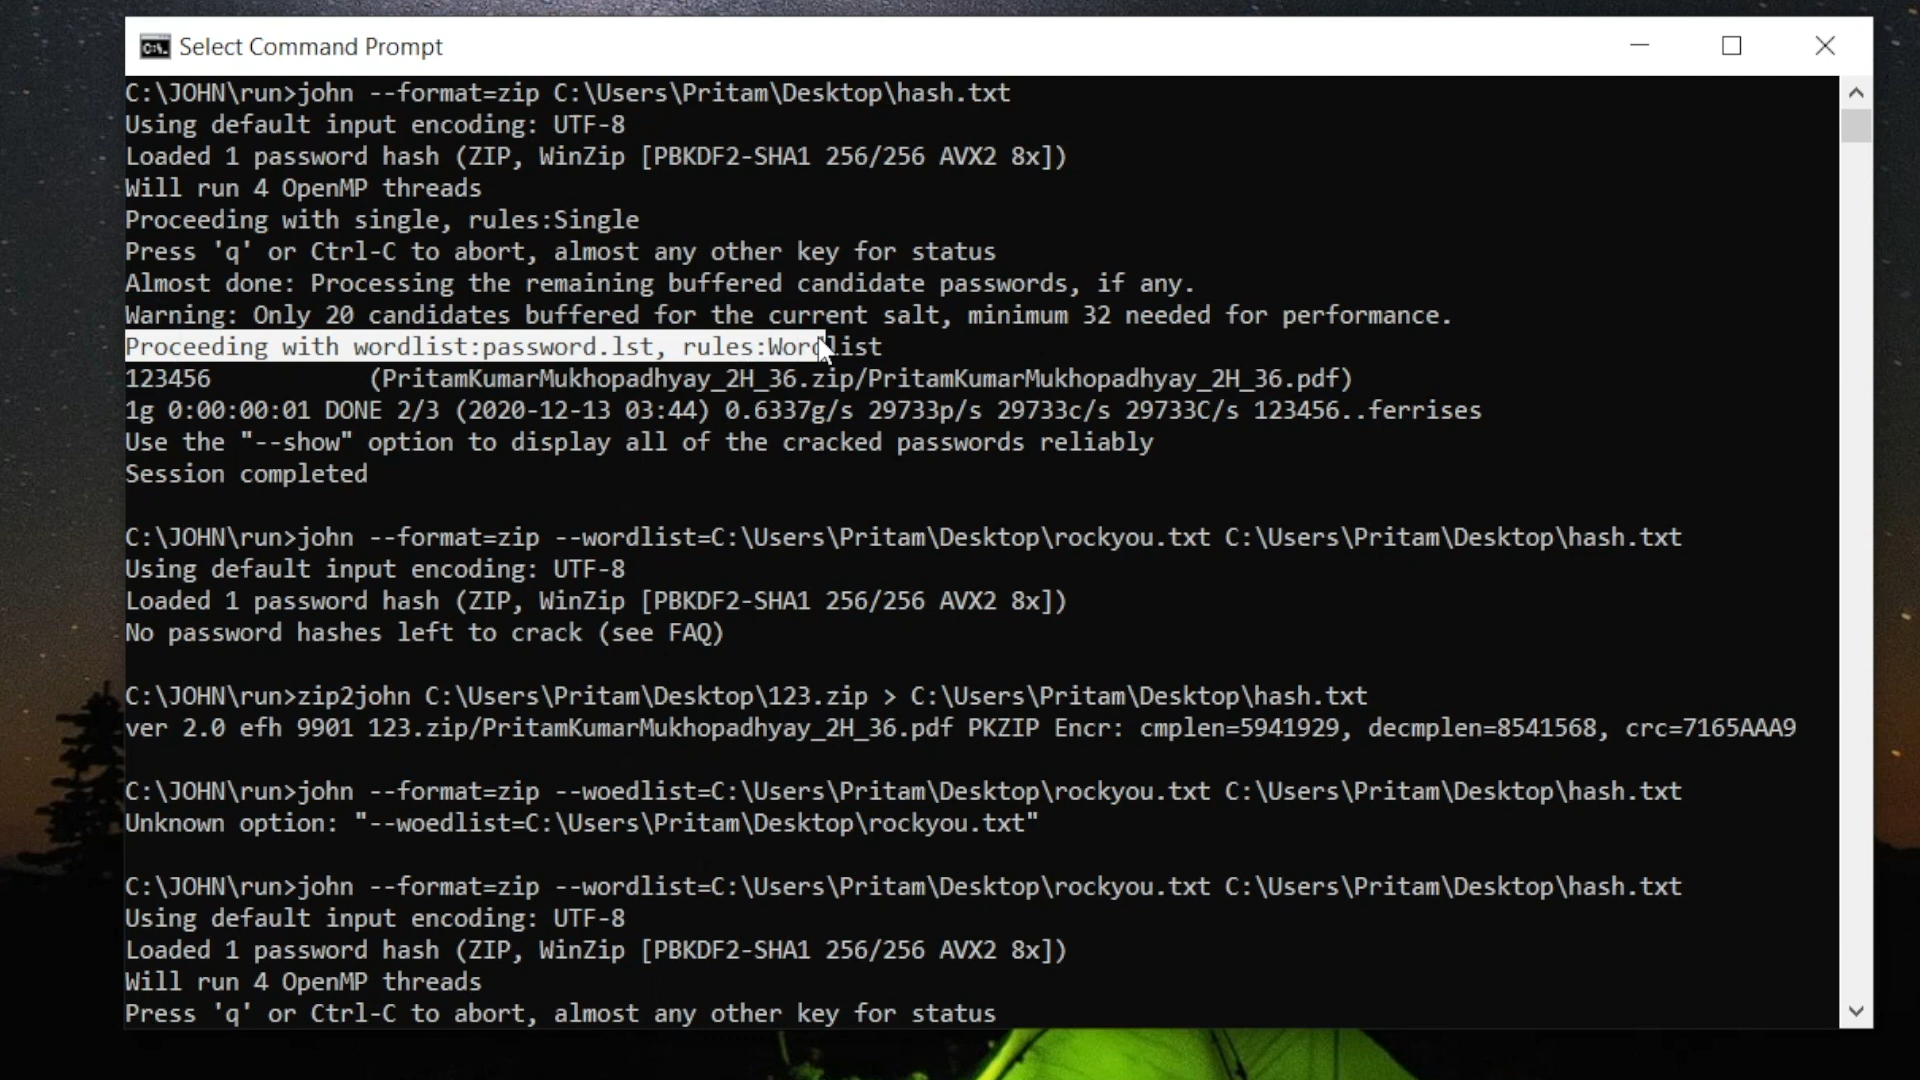 Select Command Prompt
C:\JOHN\run>john --format=zip C:\Users\Pritam\Desktop\hash.txt
Using default input encoding: UTF-8
Loaded 1 password hash (ZIP, WinZip [PBKDF2-SHA1 256/256 AVX2 8x])
Will run 4 OpenMP threads
Proceeding with single, rules:Single
Press 'q' or Ctrl-C to abort, almost any other key for status
Almost done: Processing the remaining buffered candidate passwords, if any.
Warning: Only 20 candidates buffered for the current salt, minimum 32 needed for performance.
Proceeding with wordlist:password.lst, rules:Wordlist
123456           (PritamKumarMukhopadhyay_2H_36.zip/PritamKumarMukhopadhyay_2H_36.pdf)
1g 0:00:00:01 DONE 2/3 (2020-12-13 03:44) 0.6337g/s 29733p/s 29733c/s 29733C/s 123456..ferrises
Use the "--show" option to display all of the cracked passwords reliably
Session completed
C:\JOHN\run>john --format=zip --wordlist=C:\Users\Pritam\Desktop\rockyou.txt C:\Users\Pritam\Desktop\hash.txt
Using default input encoding: UTF-8
Loaded 1 password hash (ZIP, WinZip [PBKDF2-SHA1 256/256 AVX2 8x])
No password hashes left to crack (see FAQ)
C:\JOHN\run>zip2john C:\Users\Pritam\Desktop\123.zip > C:\Users\Pritam\Desktop\hash.txt
ver 2.0 efh 9901 123.zip/PritamKumarMukhopadhyay_2H_36.pdf PKZIP Encr: cmplen=5941929, decmplen=8541568, crc=7165AAA9
C:\JOHN\run>john --format=zip --woedlist=C:\Users\Pritam\Desktop\rockyou.txt C:\Users\Pritam\Desktop\hash.txt
Unknown option: "--woedlist=C:\Users\Pritam\Desktop\rockyou.txt"
C:\JOHN\run>john --format=zip --wordlist=C:\Users\Pritam\Desktop\rockyou.txt C:\Users\Pritam\Desktop\hash.txt
Using default input encoding: UTF-8
Loaded 1 password hash (ZIP, WinZip [PBKDF2-SHA1 256/256 AVX2 8x])
Will run 4 OpenMP threads
Press 'q' or Ctrl-C to abort, almost any other key for status